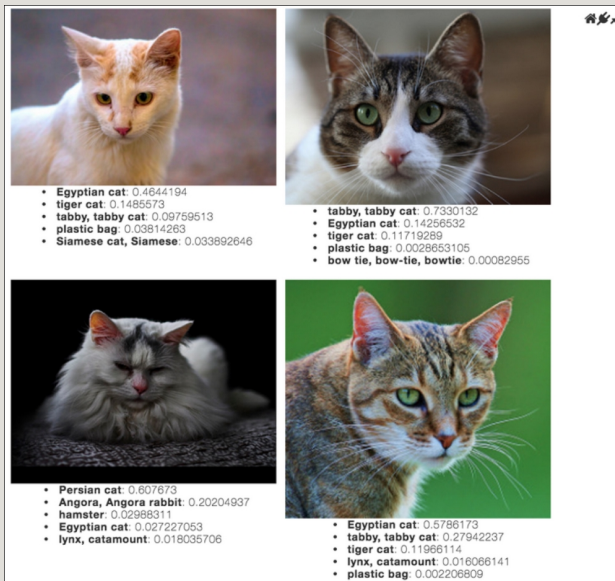 Egyptian cat: 0.4644194
tiger cat: 0.1485573
tabby, tabby cat: 0.09759513
plastic bag: 0.03814263
Siamese cat, Siamese: 0.033892646
tabby, tabby cat: 0.7330132
Egyptian cat: 0.14256532
tiger cat: 0.11719289
plastic bag: 0.0028653105
bow tie, bow-tie, bowtie: 0.00082955
Persian cat: 0.607673
Angora, Angora rabbit: 0.20204937
hamster: 0.02988311
Egyptian cat: 0.027227053
lynx, catamount: 0.018035706
Egyptian cat: 0.5786173
tabby, tabby cat: 0.27942237
tiger cat: 0.11966114
lynx, catamount: 0.016066141
plastic bag: 0.002206809